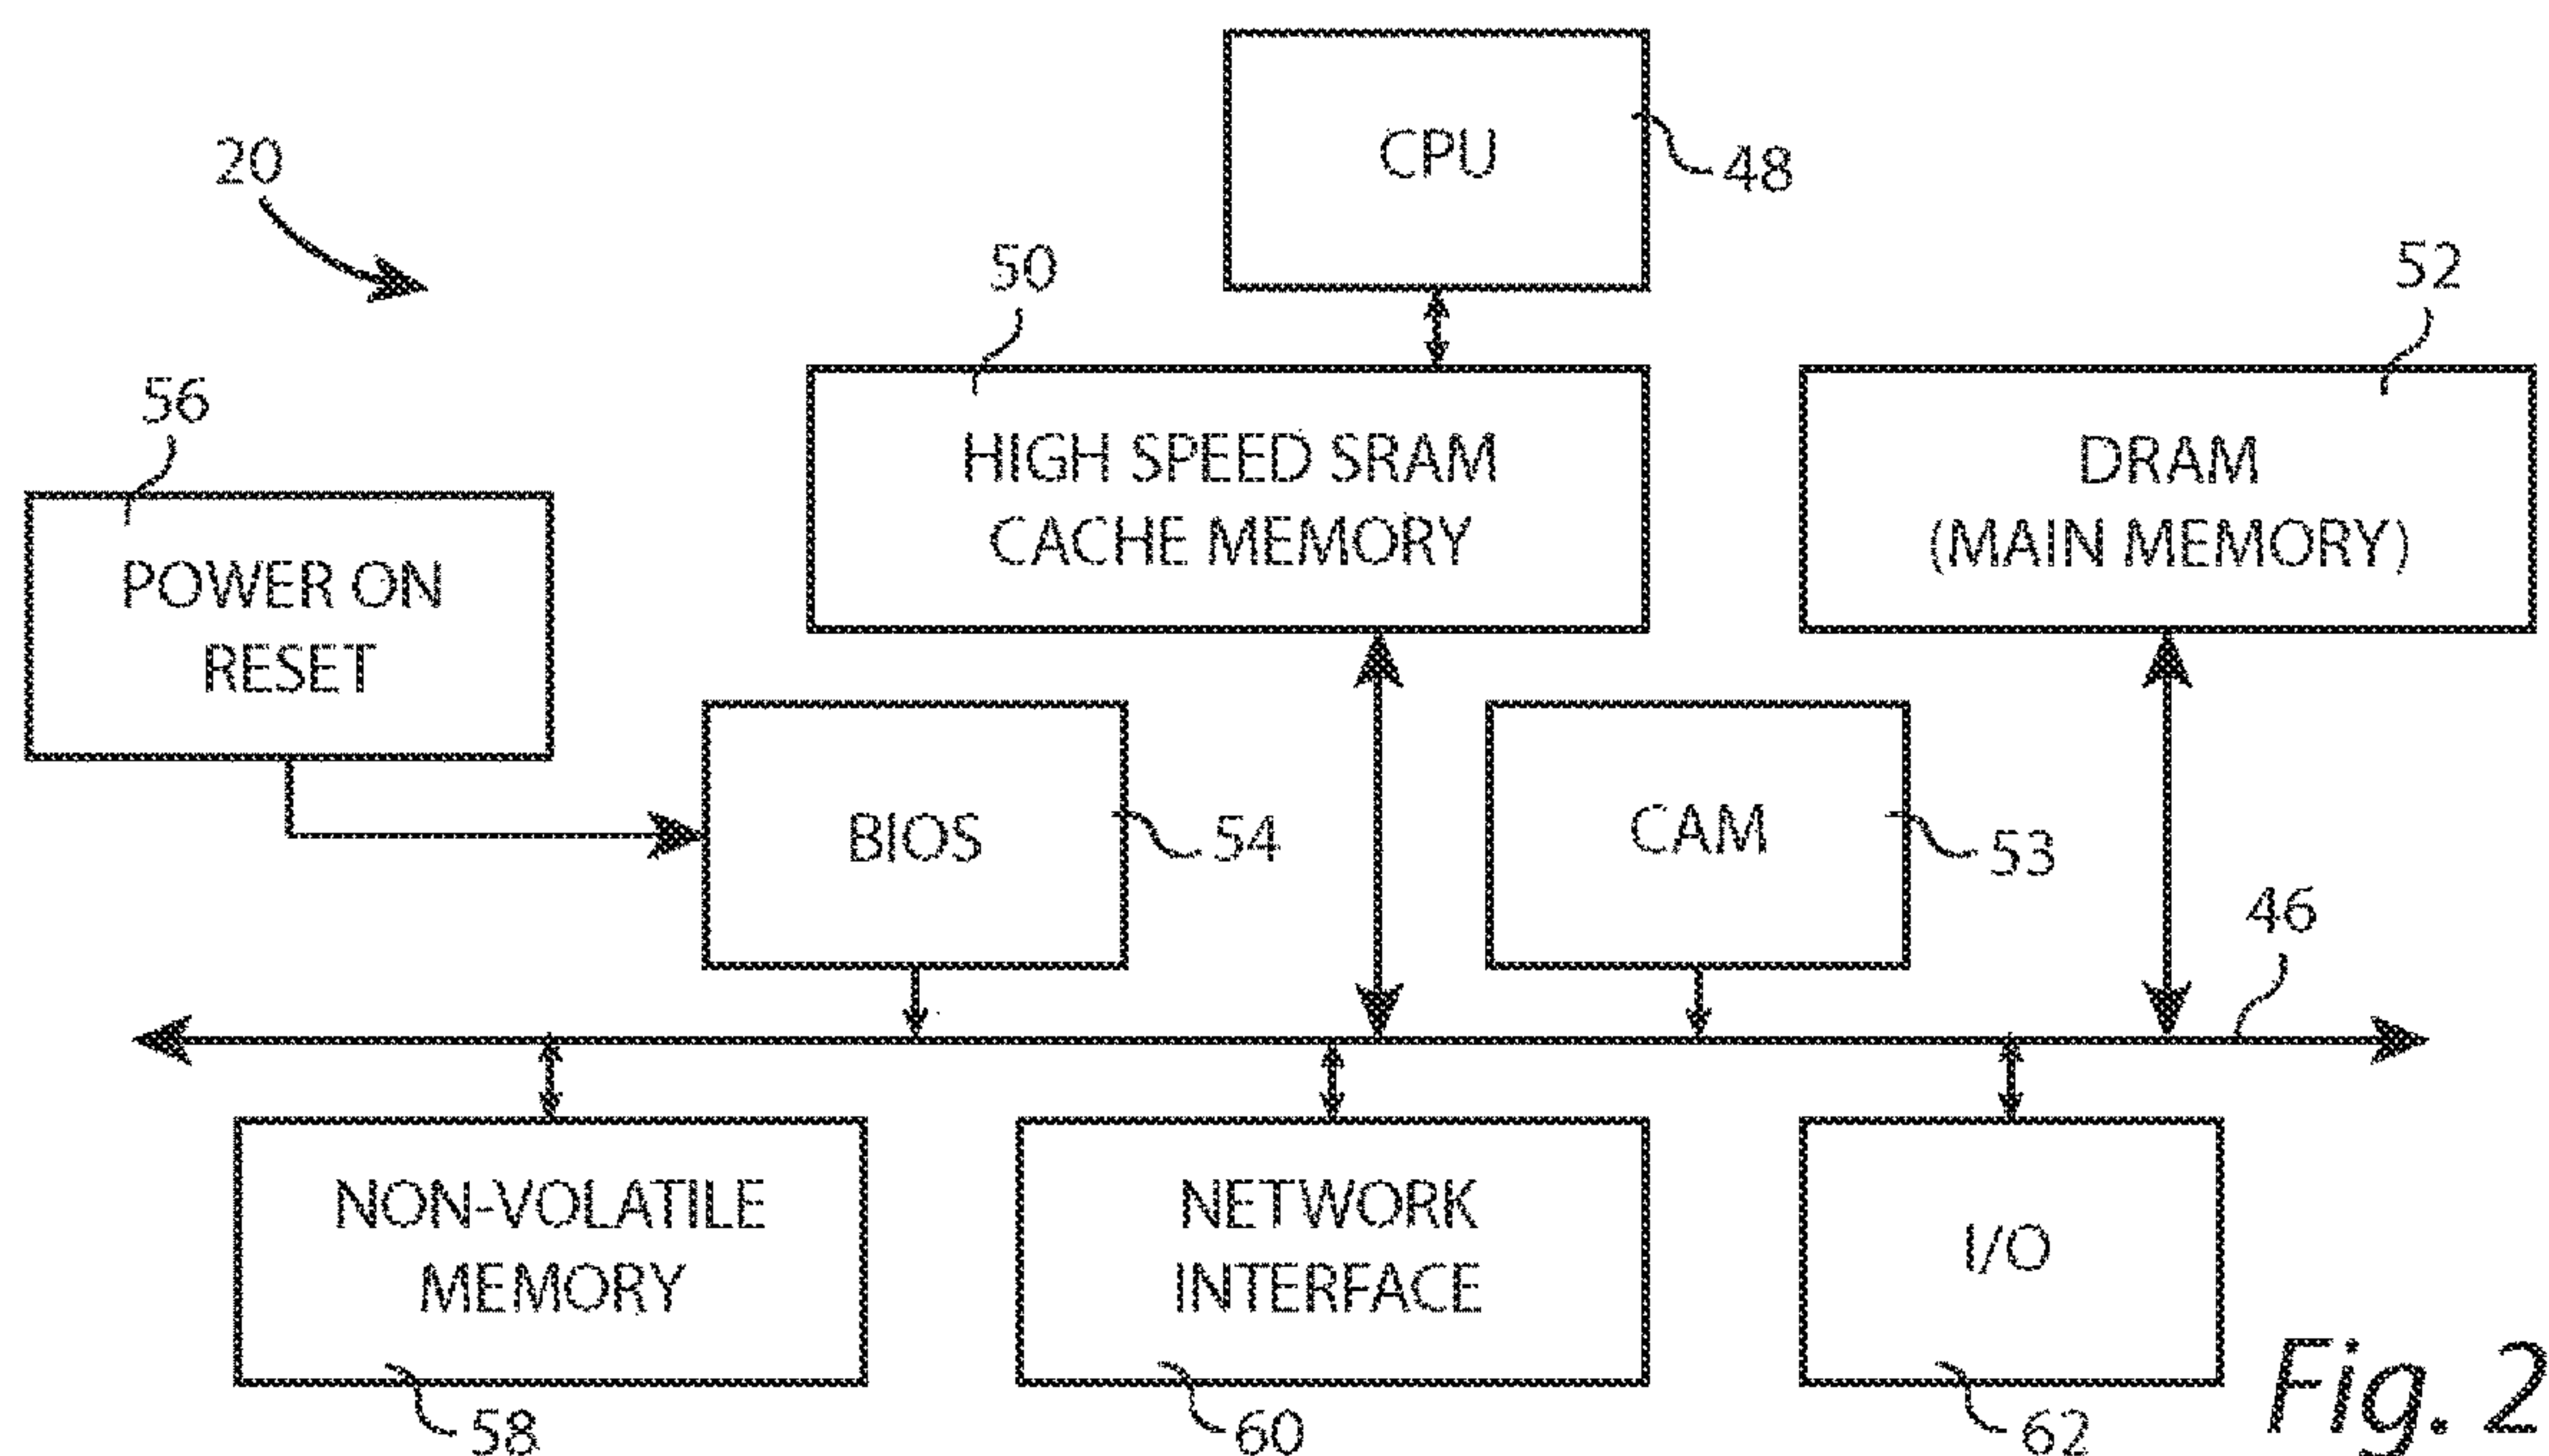 CPU
48
20
50
52
56
HIGH SPEED SRAM
CACHE MEMORY
DRAM
(MAIN MEMORY)
POWER ON
RESET
BIOS
54
CAM
53
46
NON-VOLATILE
MEMORY
NETWORK
INTERFACE
I/O
58
60
62
Fig. 2